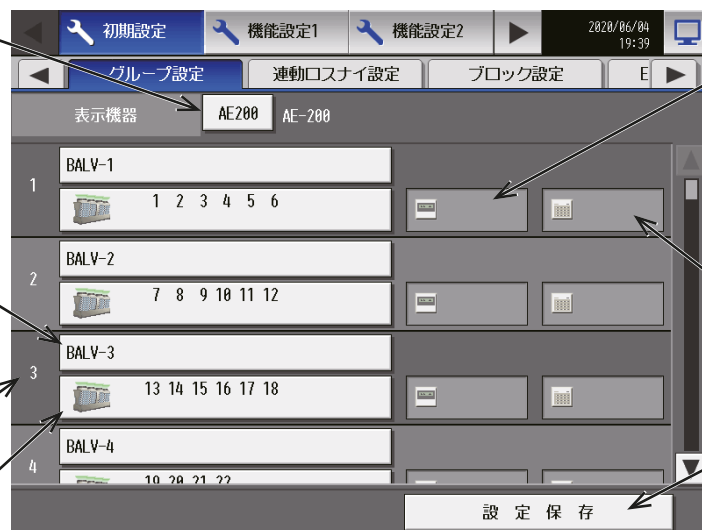 初期設定 機能設定1 機能設定2 2020/06/04
19:39
グループ設定 連動ロスナイ設定 ブロック設定 E
表示機器 AE200 AE-200
BALV-1
1
1 2 3 4 5 6
BALV-2
2
7 8 9 10 11 12
BALV-3
3
13 14 15 16 17 18
BALV-4
4
19 20 21 22
設定保存